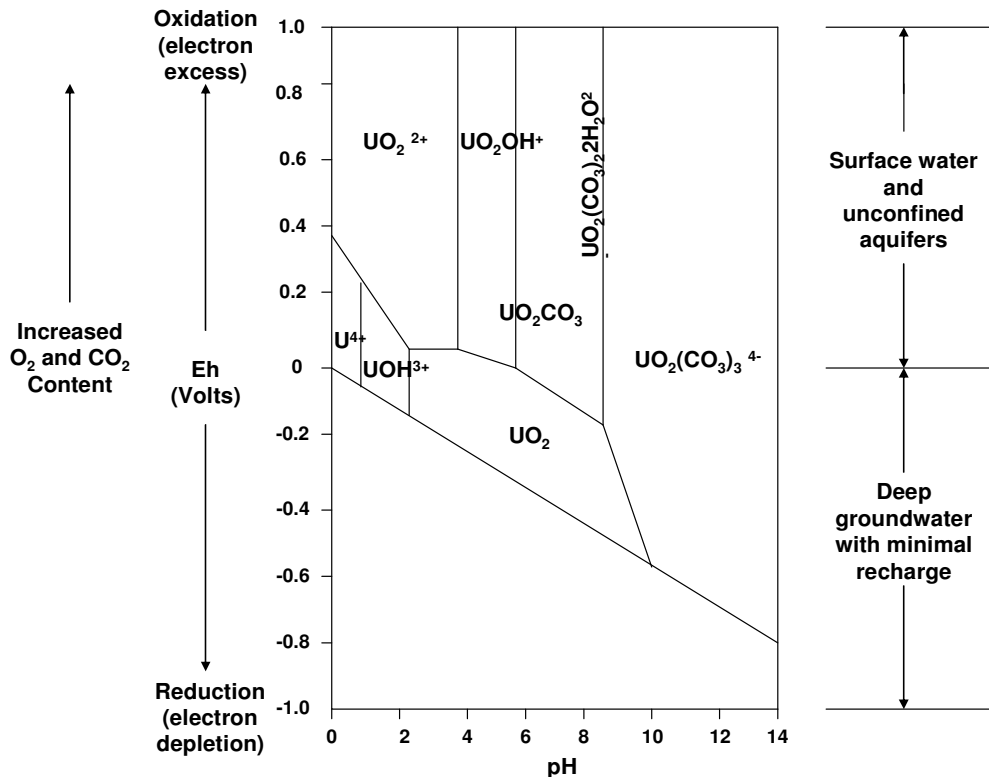 Oxidation
(electron
excess)
Increased
O₂ and CO₂
Content
Eh
(Volts)
Reduction
(electron
depletion)
1.0
0.8
0.6
0.4
0.2
0
-0.2
-0.4
-0.6
-0.8
-1.0
UO₂ ²⁺
UO₂OH⁺
UO₂(CO₃)₂2H₂O²
-
UO₂CO₃
U⁴⁺
UOH³⁺
UO₂(CO₃)₃ ⁴⁻
UO₂
0 2 4 6 8 10 12 14
pH
Surface water
and
unconfined
aquifers
Deep
groundwater
with minimal
recharge